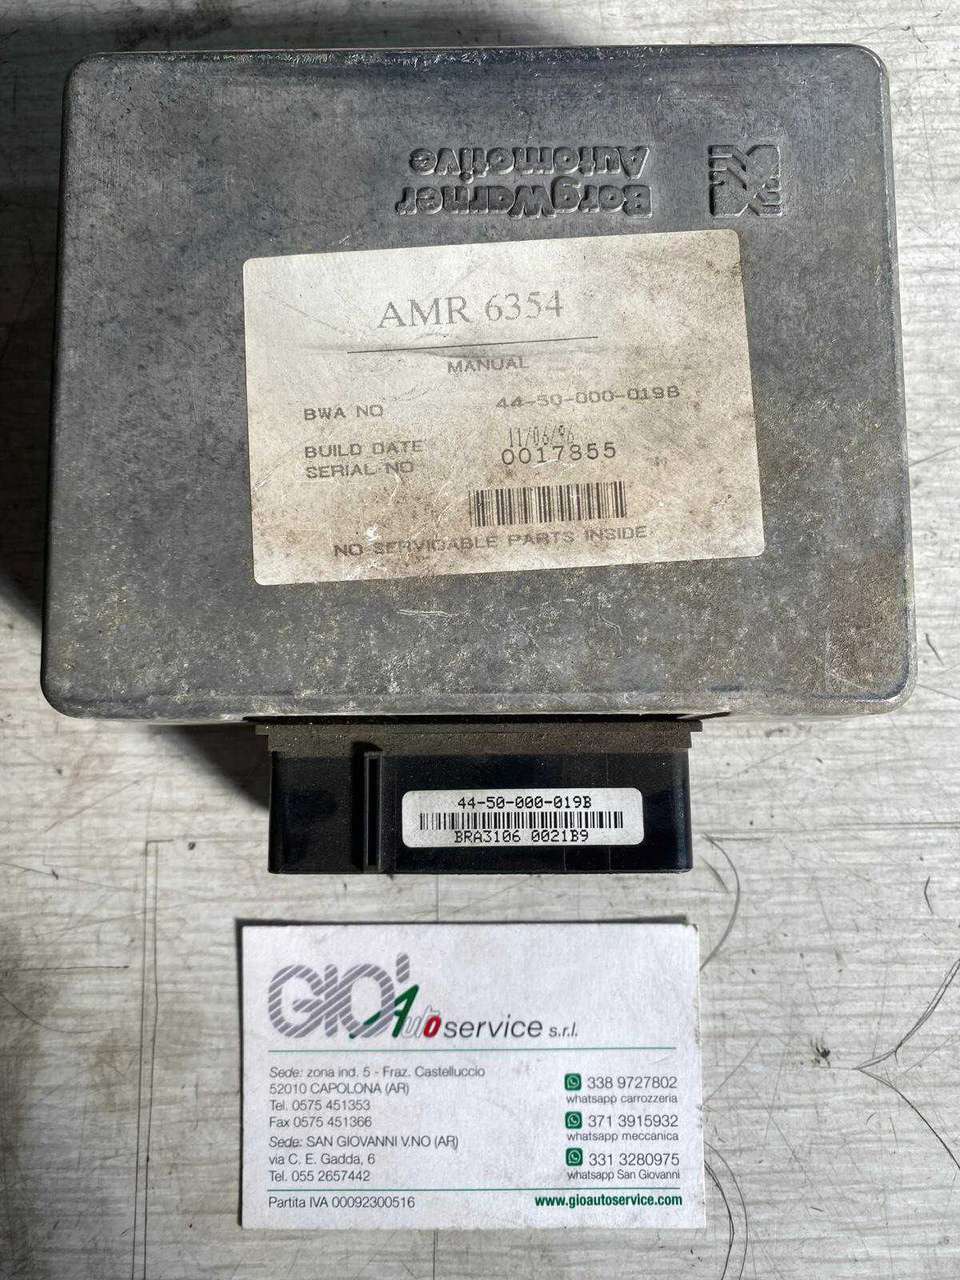 BorgWarner
Automotive
AMR 6354
MANUAL
BWA NO 44-50-000-019B
BUILD DATE 11/06/96
SERIAL NO 0017855
NO SERVICABLE PARTS INSIDE
44-50-000-019B
BRA3106 0021B9
GIO' Auto service s.r.l.
Sede: zona ind. 5 - Fraz. Castelluccio
52010 CAPOLONA (AR)
Tel. 0575 451353
Fax 0575 451366
Sede: SAN GIOVANNI V.NO (AR)
via C. E. Gadda, 6
Tel. 055 2657442
338 9727802
whatsapp carrozzeria
371 3915932
whatsapp meccanica
331 3280975
whatsapp San Giovanni
Partita IVA 00092300516
www.gioautoservice.com